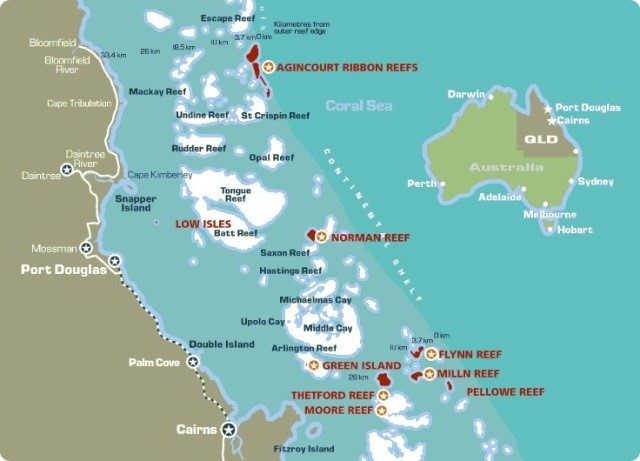 Escape Reef
Kilometres from
outer reef edge
REEFS
Bloomfield
Bloomfield
River
33.4 km
26 km
18.5 km
11.1 km
3.7 km
0 km
AGINCOURT RIBBON REEFS
Mackay Reef
Cape Tribulation
Undine Reef
St Crispin Reef
Coral Sea
Rudder Reef
Opal Reef
Daintree
River
Daintree
Cape Kimberley
Snapper
Island
Tongue
Reef
LOW ISLES
Batt Reef
CONTINENTAL SHELF
NORMAN REEF
Mossman
Port Douglas
Saxon Reef
Hastings Reef
Michaelmas Cay
Upolo Cay
Middle Cay
Double Island
Arlington Reef
Palm Cove
GREEN ISLAND
26 km
11.1 km
3.7 km
0 km
FLYNN REEF
MILLN REEF
PELLOWE REEF
THETFORD REEF
MOORE REEF
Cairns
Fitzroy Island
Darwin
Port Douglas
Cairns
QLD
Australia
Perth
Adelaide
Sydney
Melbourne
Hobart